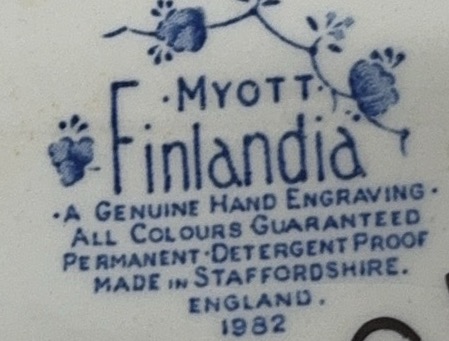 ·MYOTT·
Finlandia
·A GENUINE HAND ENGRAVING·
ALL COLOURS GUARANTEED
PERMANENT·DETERGENT PROOF
MADE IN STAFFORDSHIRE.
ENGLAND.
1982